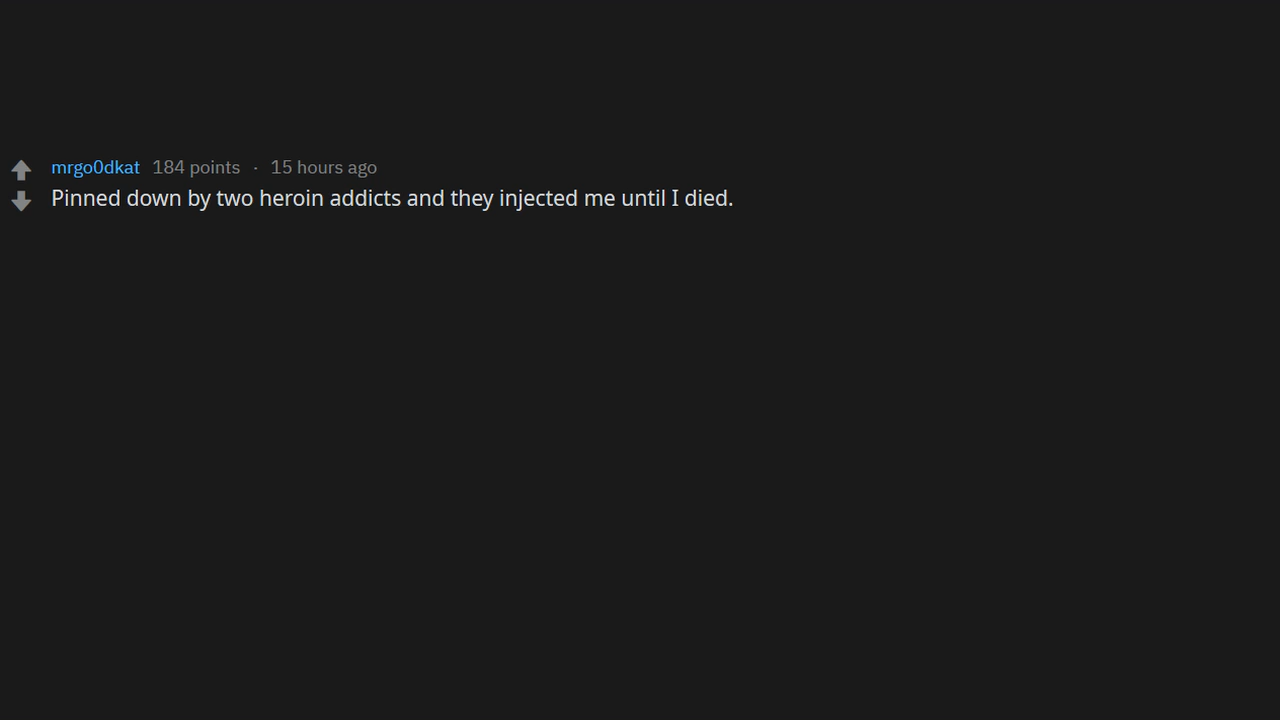 mrgo0dkat 184 points · 15 hours ago
Pinned down by two heroin addicts and they injected me until I died.